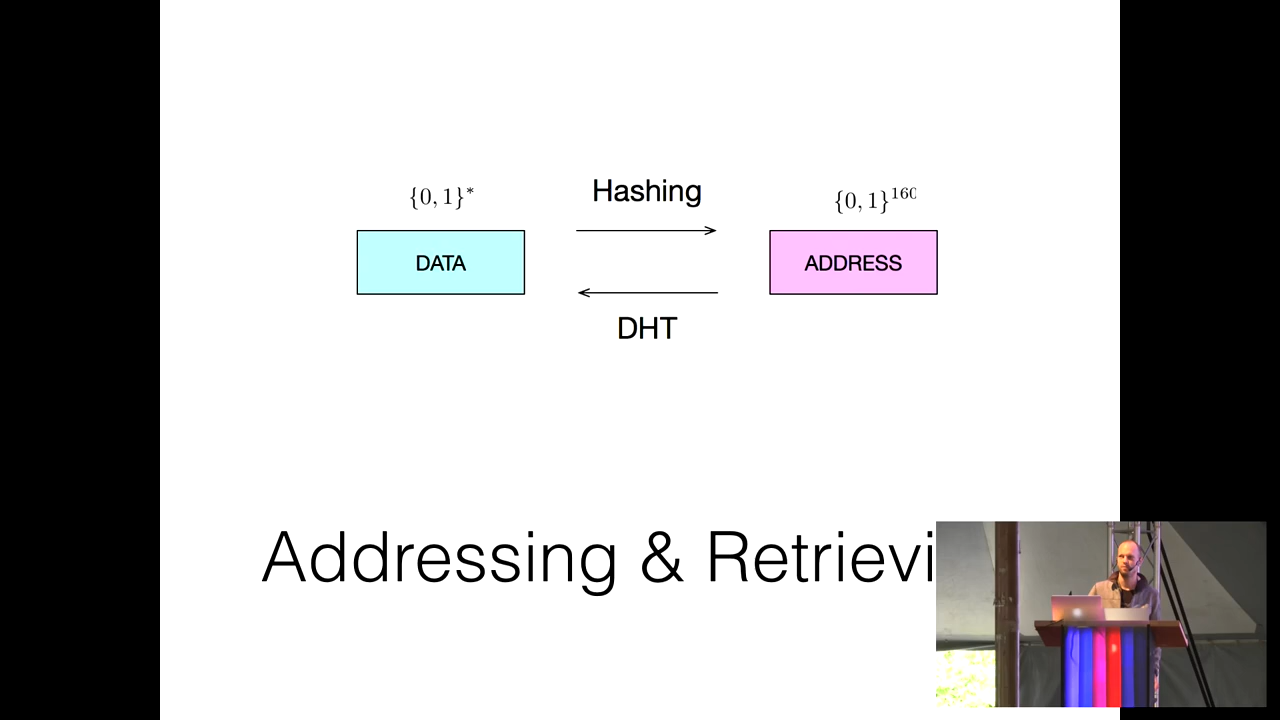 {0, 1}*
Hashing
{0, 1}160
DATA
ADDRESS
DHT
Addressing & Retrievi